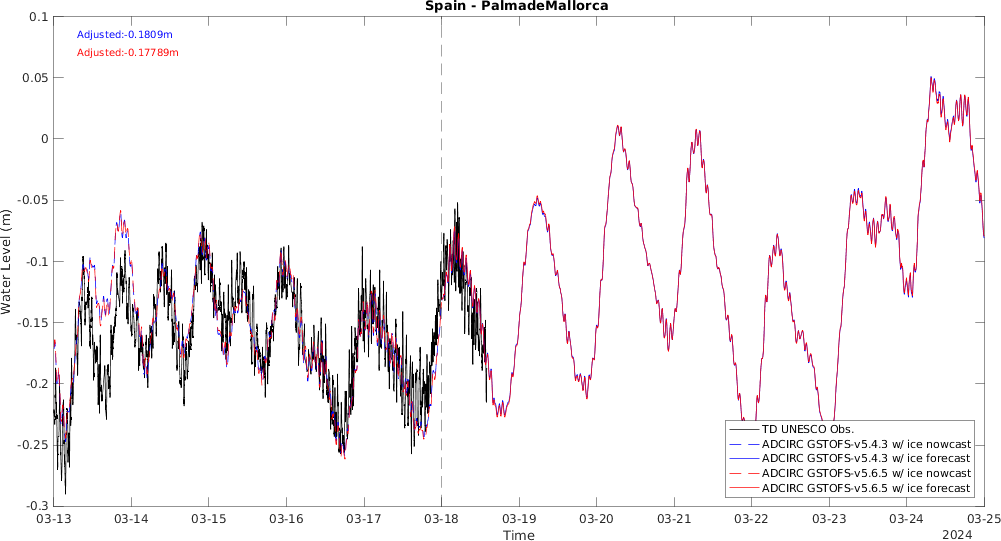 Spain - PalmadeMallorca
Adjusted:-0.1809m
Adjusted:-0.17789m
0.1
0.05
0
-0.05
-0.1
-0.15
-0.2
-0.25
-0.3
Water Level (m)
TD UNESCO Obs.
ADCIRC GSTOFS-v5.4.3 w/ ice nowcast
ADCIRC GSTOFS-v5.4.3 w/ ice forecast
ADCIRC GSTOFS-v5.6.5 w/ ice nowcast
ADCIRC GSTOFS-v5.6.5 w/ ice forecast
03-13 03-14 03-15 03-16 03-17 03-18 03-19 03-20 03-21 03-22 03-23 03-24 03-25
Time
2024